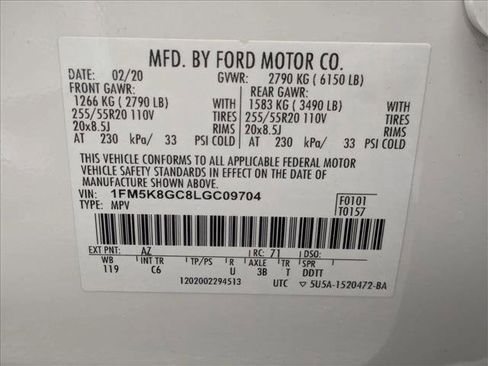 MFD. BY FORD MOTOR CO.
DATE: 02/20 GVWR: 2790 KG ( 6150 LB)
FRONT GAWR: REAR GAWR:
1266 KG ( 2790 LB) WITH 1583 KG ( 3490 LB) WITH
255/55R20 110V TIRES 255/55R20 110V TIRES
20x8.5J RIMS 20x8.5J RIMS
AT 230 kPa/ 33 PSI COLD AT 230 kPa/ 33 PSI COLD
THIS VEHICLE CONFORMS TO ALL APPLICABLE FEDERAL MOTOR
VEHICLE SAFETY STANDARDS IN EFFECT ON THE DATE OF
MANUFACTURE SHOWN ABOVE.
VIN: 1FM5K8GC8LGC09704 F0101
TYPE: MPV T0157
EXT PNT: AZ RC: 71 DSO:
WB INT TR TP/PS R AXLE TR SPR
119 C6 U 3B T DDTT
1202002294513 UTC ▽ 5U5A-1520472-BA